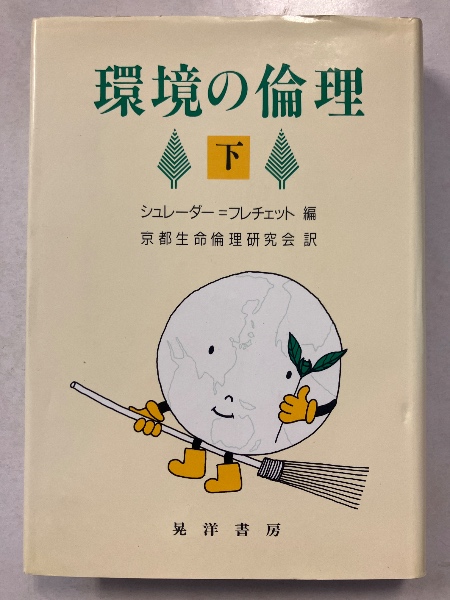 環境の倫理
下
シュレーダー=フレチェット 編
京都生命倫理研究会 訳
晃洋書房